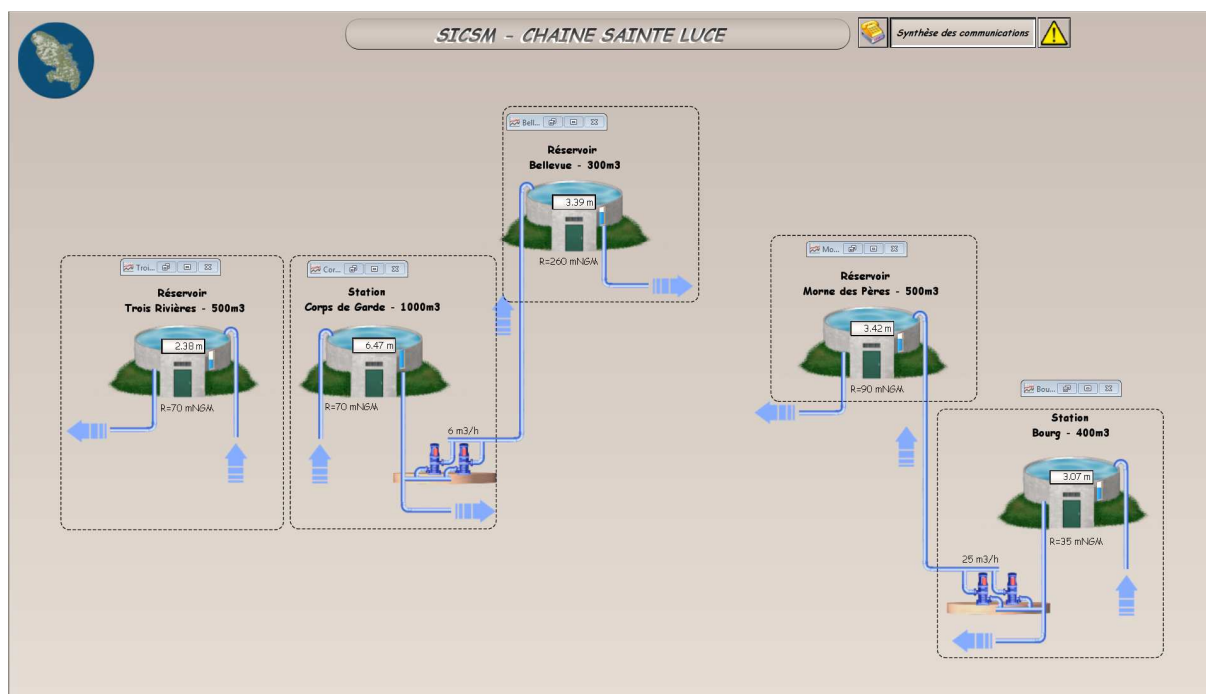 SICSM - CHAINE SAINTE LUCE
Synthèse des communications
Bell...
Réservoir
Bellevue - 300m3
3.39 m
R=260 mNGM
Troi...
Réservoir
Trois Rivières - 500m3
2.38 m
R=70 mNGM
Cor...
Station
Corps de Garde - 1000m3
6.47 m
R=70 mNGM
6 m3/h
Mo...
Réservoir
Morne des Pères - 500m3
3.42 m
R=90 mNGM
Bou...
Station
Bourg - 400m3
3.07 m
R=35 mNGM
25 m3/h